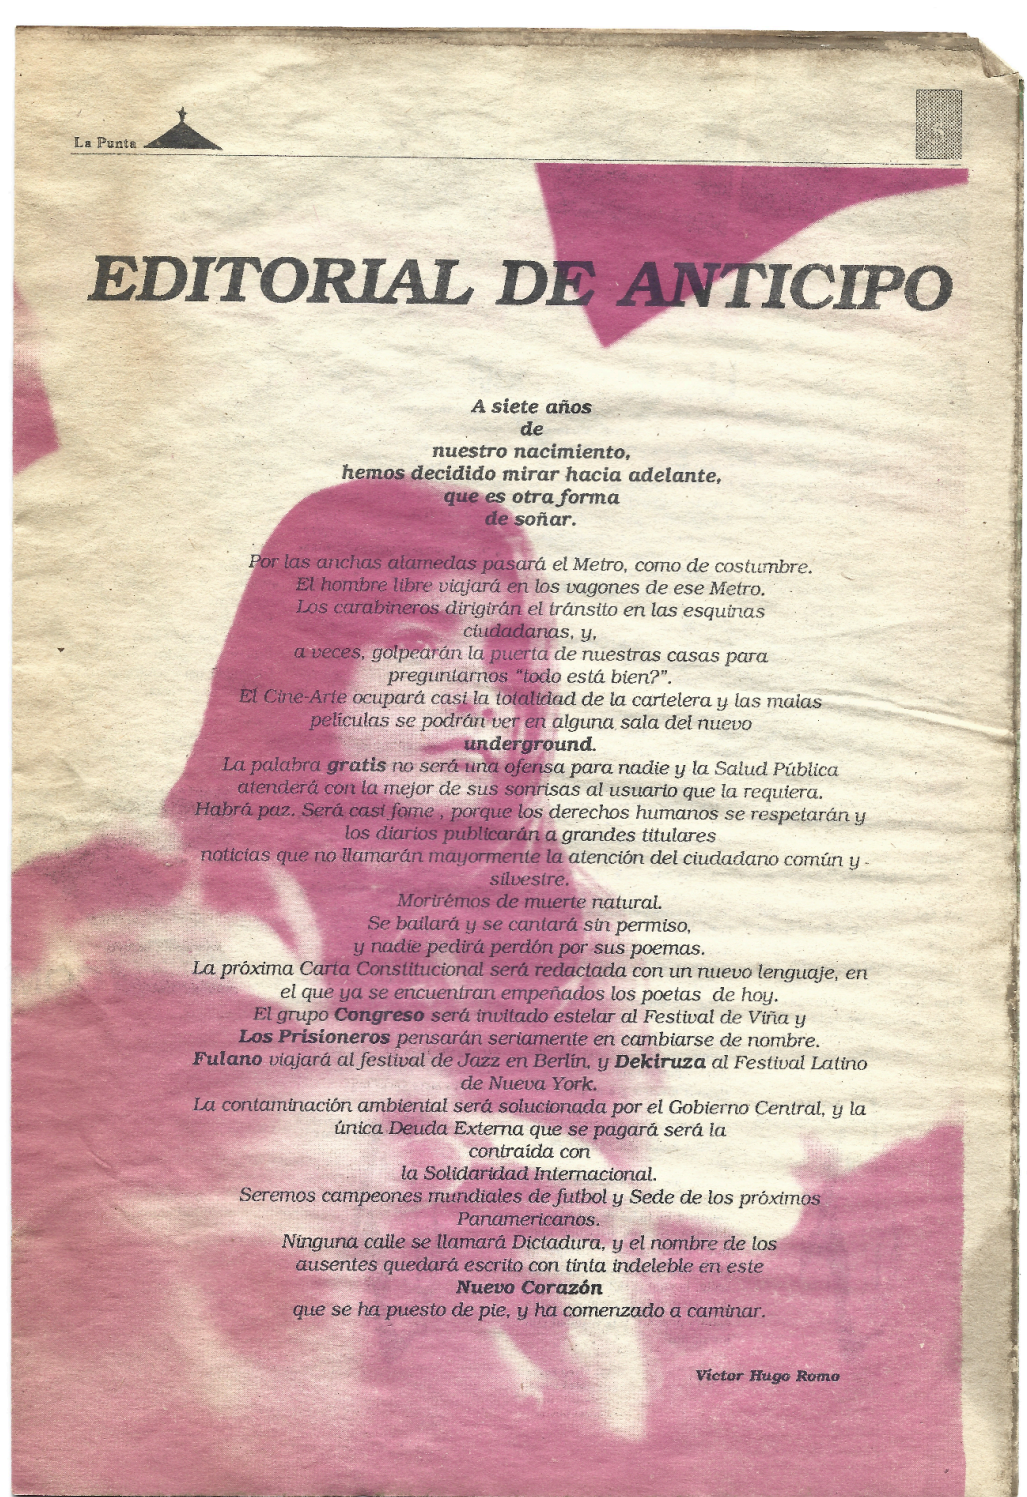 La Punta
EDITORIAL DE ANTICIPO
A siete años
de
nuestro nacimiento,
hemos decidido mirar hacia adelante,
que es otra forma
de soñar.
Por las anchas alamedas pasará el Metro, como de costumbre.
El hombre libre viajará en los vagones de ese Metro.
Los carabineros dirigirán el tránsito en las esquinas
ciudadanas, y,
a veces, golpearán la puerta de nuestras casas para
preguntarnos "todo está bien?".
El Cine-Arte ocupará casi la totalidad de la cartelera y las malas
películas se podrán ver en alguna sala del nuevo
underground.
La palabra gratis no será una ofensa para nadie y la Salud Pública
atenderá con la mejor de sus sonrisas al usuario que la requiera.
Habrá paz. Será casi fome , porque los derechos humanos se respetarán y
los diarios publicarán a grandes titulares
noticias que no llamarán mayormente la atención del ciudadano común y -
silvestre.
Morirémos de muerte natural.
Se bailará y se cantará sin permiso,
y nadie pedirá perdón por sus poemas.
La próxima Carta Constitucional será redactada con un nuevo lenguaje, en
el que ya se encuentran empeñados los poetas de hoy.
El grupo Congreso será invitado estelar al Festival de Viña y
Los Prisioneros pensarán seriamente en cambiarse de nombre.
Fulano viajará al festival de Jazz en Berlín, y Dekiruza al Festival Latino
de Nueva York.
La contaminación ambiental será solucionada por el Gobierno Central, y la
única Deuda Externa que se pagará será la
contraída con
la Solidaridad Internacional.
Seremos campeones mundiales de futbol y Sede de los próximos
Panamericanos.
Ninguna calle se llamará Dictadura, y el nombre de los
ausentes quedará escrito con tinta indeleble en este
Nuevo Corazón
que se ha puesto de pie, y ha comenzado a caminar.
Víctor Hugo Romo